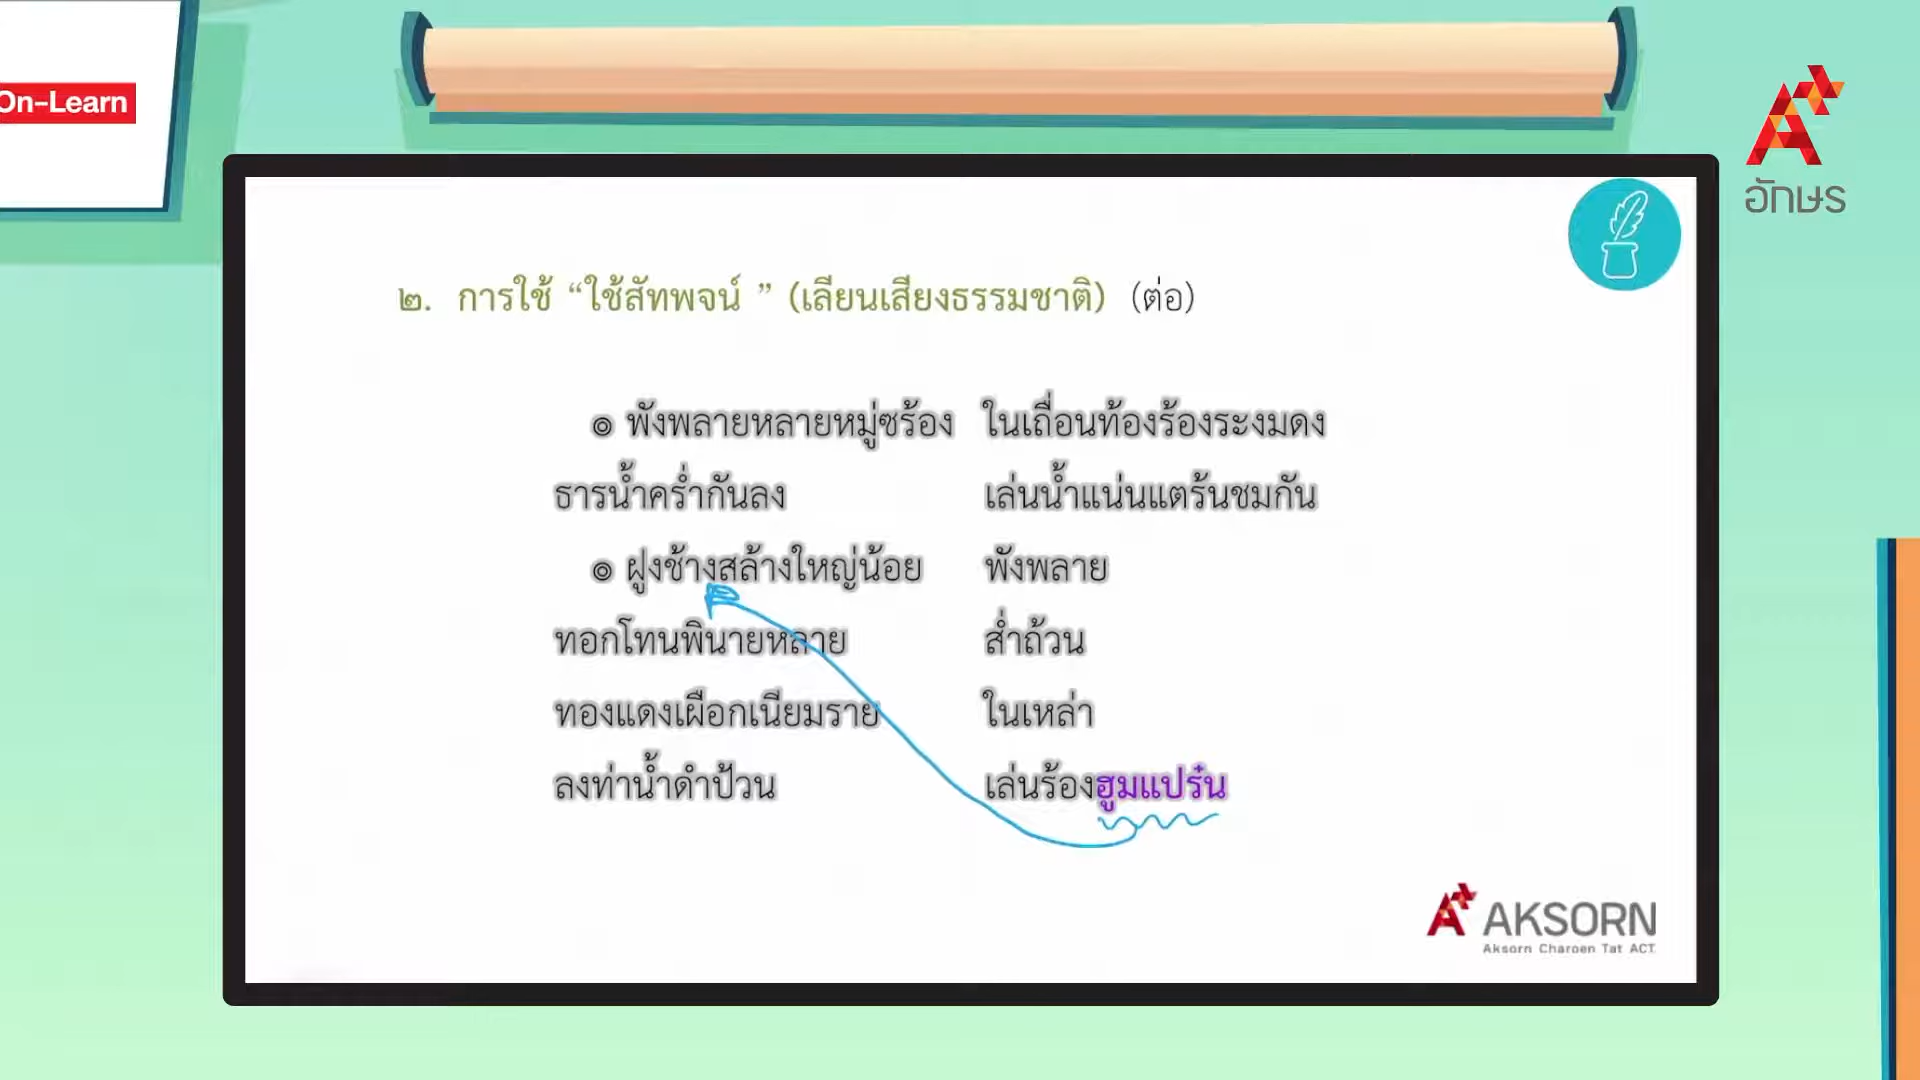 On-Learn
อักษร
๒. การใช้ “ใช้สัทพจน์ ” (เลียนเสียงธรรมชาติ) (ต่อ)
๏ พังพลายหลายหมู่ซร้อง ในเถื่อนท้องร้องระงมดง
ธารน้ำคร่ำกันลง เล่นน้ำแน่นแตร้นชมกัน
๏ ฝูงช้างสล้างใหญ่น้อย พังพลาย
ทอกโทนพินายหลาย ส่ำถ้วน
ทองแดงเผือกเนียมราย ในเหล่า
ลงท่าน้ำดำป้วน เล่นร้องฮูมแปร๋น
AKSORN
Aksorn Charoen Tat ACT.